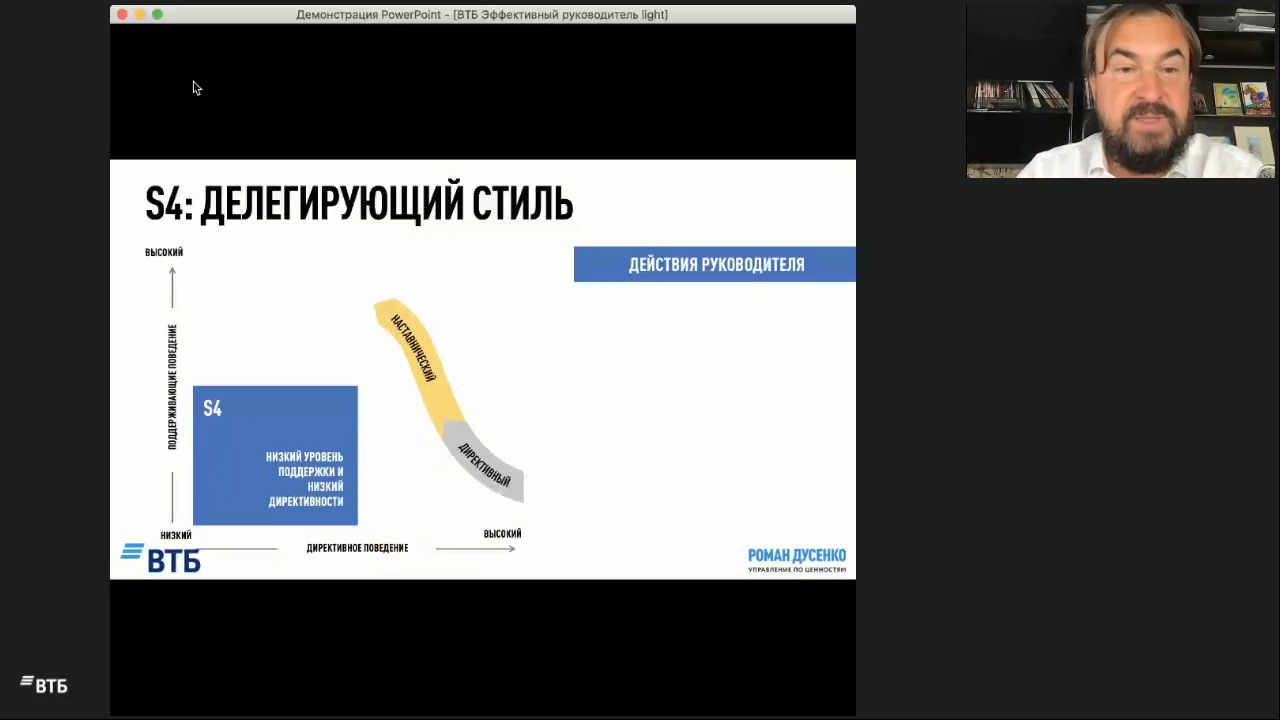 Демонстрация PowerPoint - [ВТБ Эффективный руководитель light]
S4: ДЕЛЕГИРУЮЩИЙ СТИЛЬ
ВЫСОКИЙ
ДЕЙСТВИЯ РУКОВОДИТЕЛЯ
НАСТАВНИЧЕСКИЙ
ПОДДЕРЖИВАЮЩИЕ ПОВЕДЕНИЕ
S4
НИЗКИЙ УРОВЕНЬ
ПОДДЕРЖКИ И
НИЗКИЙ
ДИРЕКТИВНОСТИ
ДИРЕКТИВНЫЙ
НИЗКИЙ
ВЫСОКИЙ
ДИРЕКТИВНОЕ ПОВЕДЕНИЕ
ВТБ
РОМАН ДУСЕНКО
УПРАВЛЕНИЕ ПО ЦЕННОСТЯМ
ВТБ